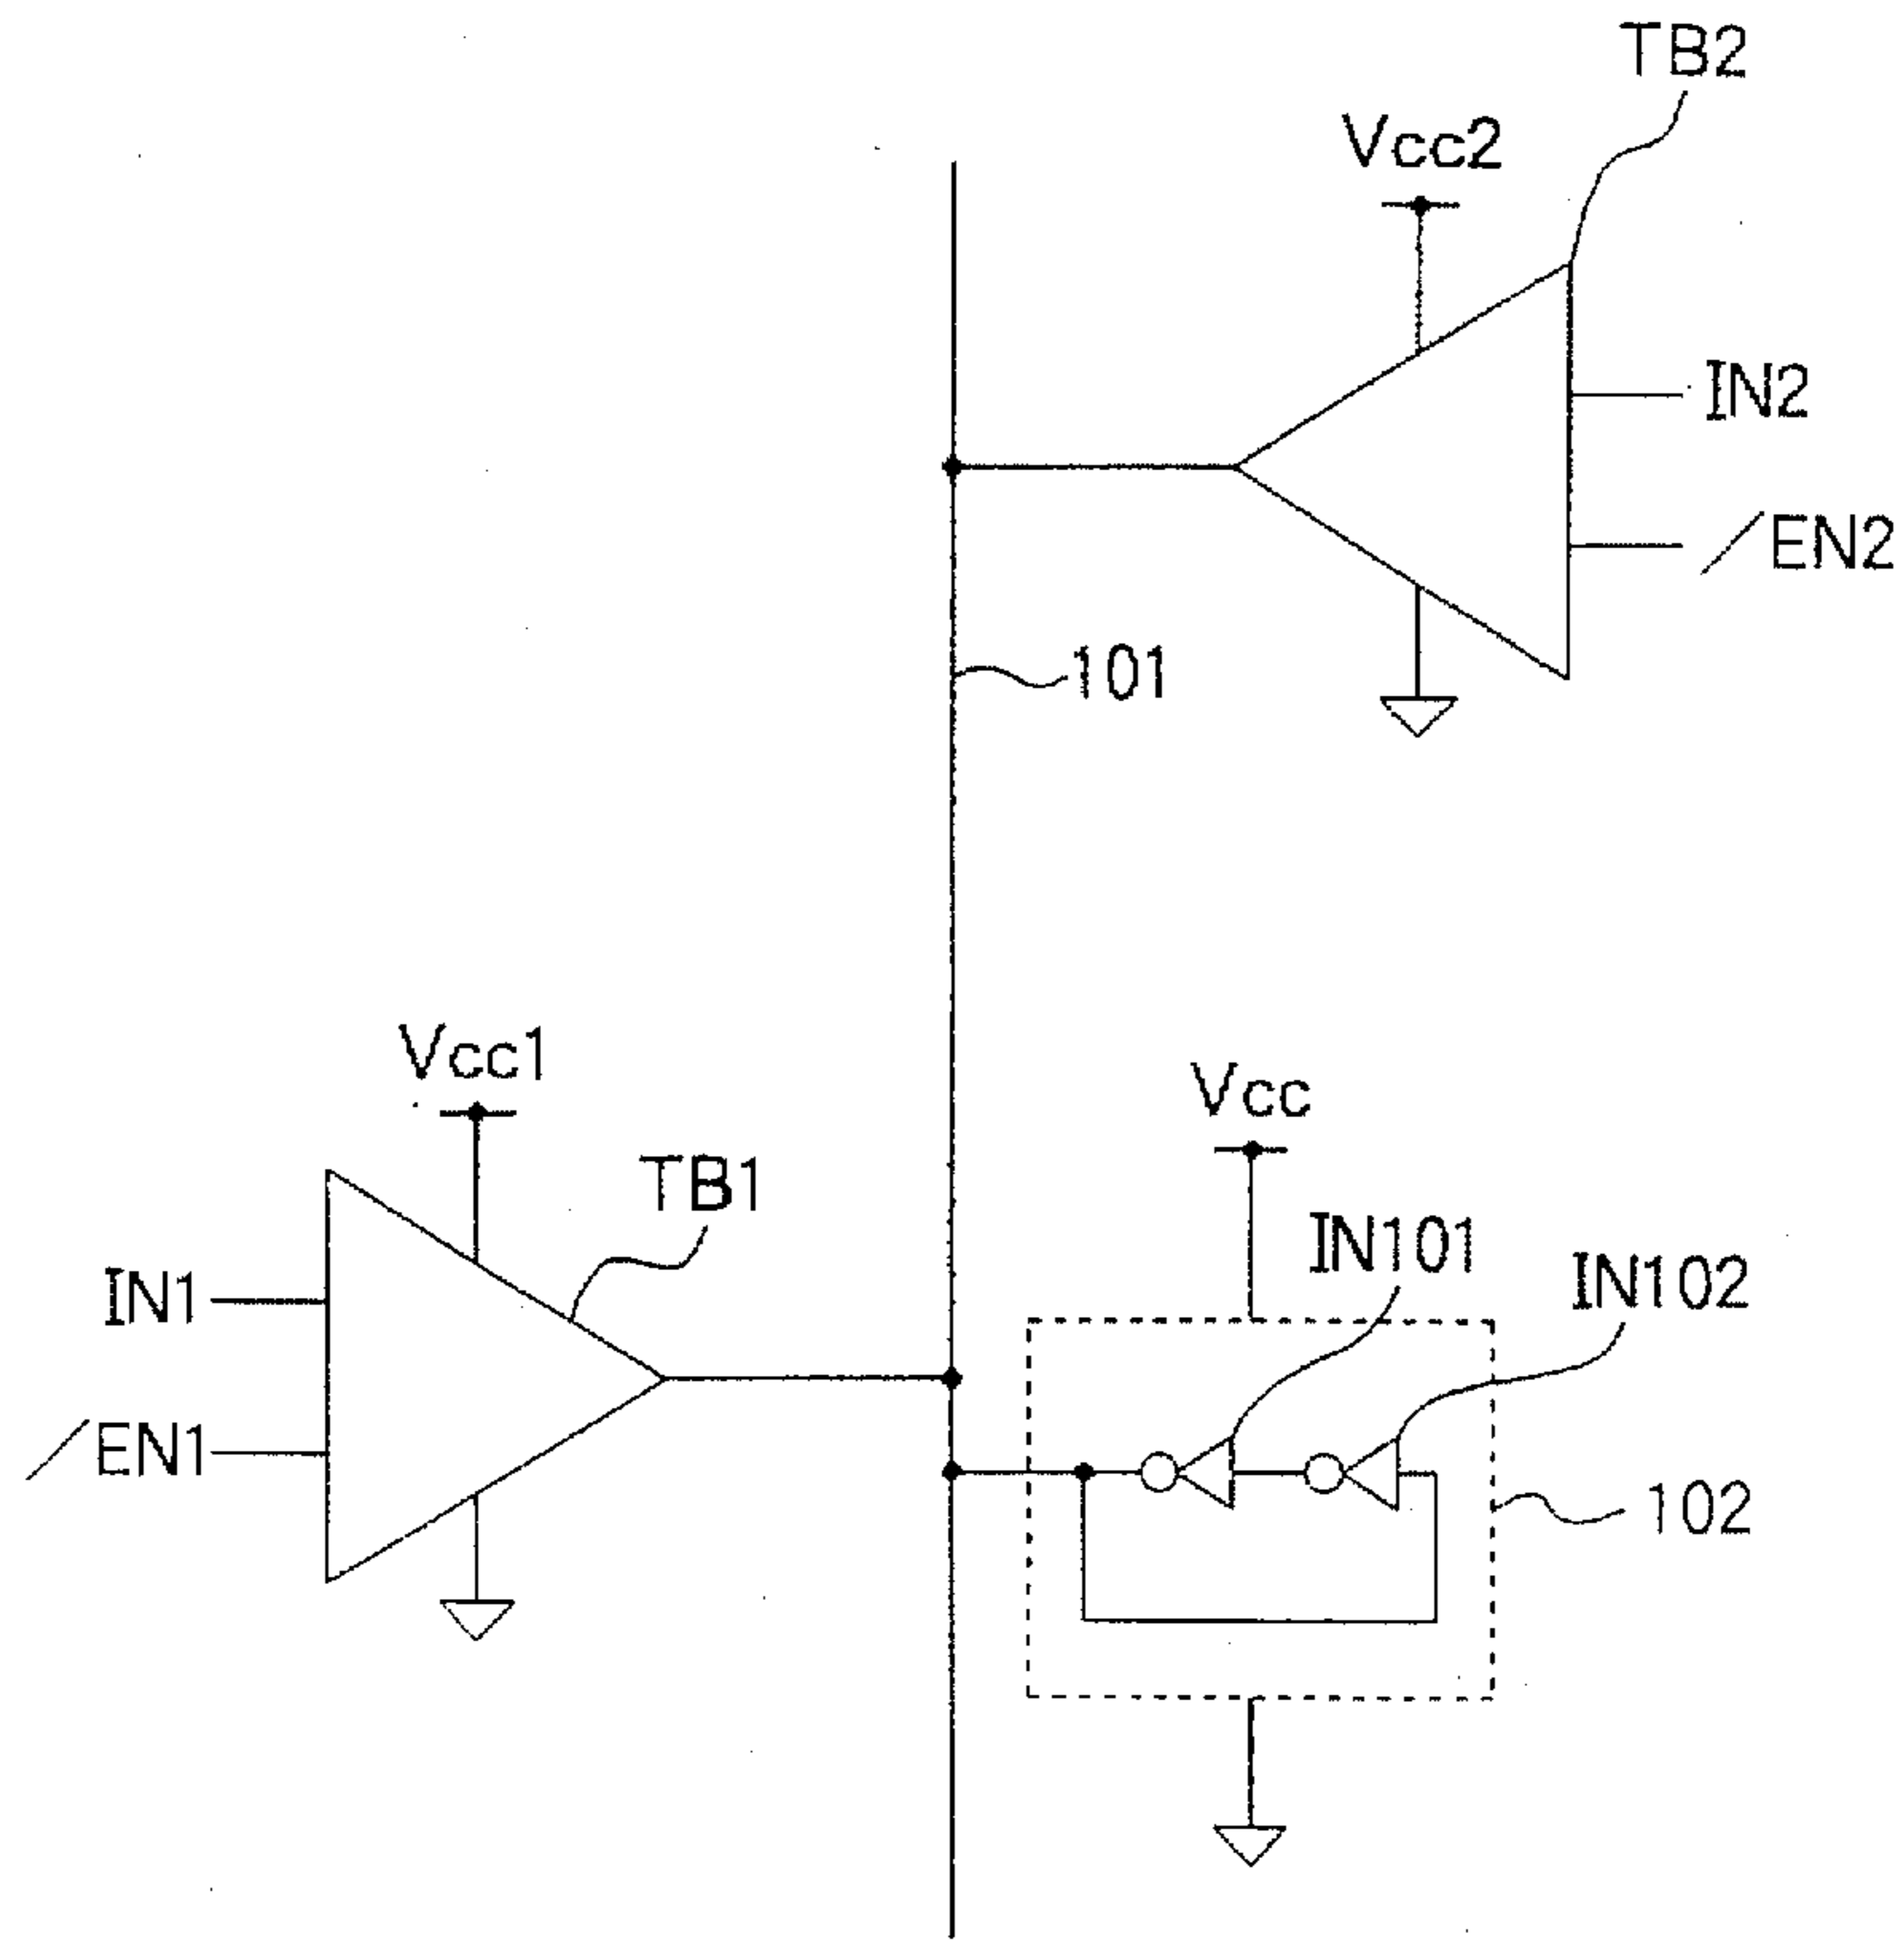 TB2
Vcc2
IN2
/EN2
101
Vcc1
Vcc
TB1
IN101
IN102
IN1
/EN1
102